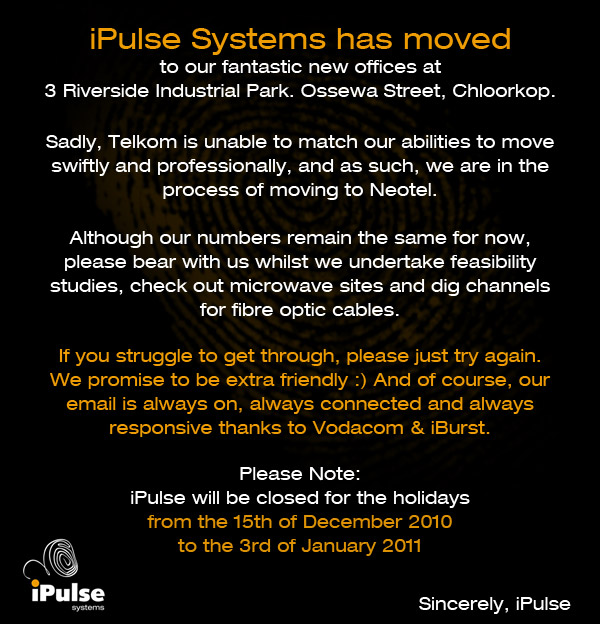 iPulse Systems has moved
to our fantastic new offices at
3 Riverside Industrial Park. Ossewa Street, Chloorkop.
Sadly, Telkom is unable to match our abilities to move
swiftly and professionally, and as such, we are in the
process of moving to Neotel.
Although our numbers remain the same for now,
please bear with us whilst we undertake feasibility
studies, check out microwave sites and dig channels
for fibre optic cables.
If you struggle to get through, please just try again.
We promise to be extra friendly :) And of course, our
email is always on, always connected and always
responsive thanks to Vodacom & iBurst.
Please Note:
iPulse will be closed for the holidays
from the 15th of December 2010
to the 3rd of January 2011
iPulse
systems
Sincerely, iPulse